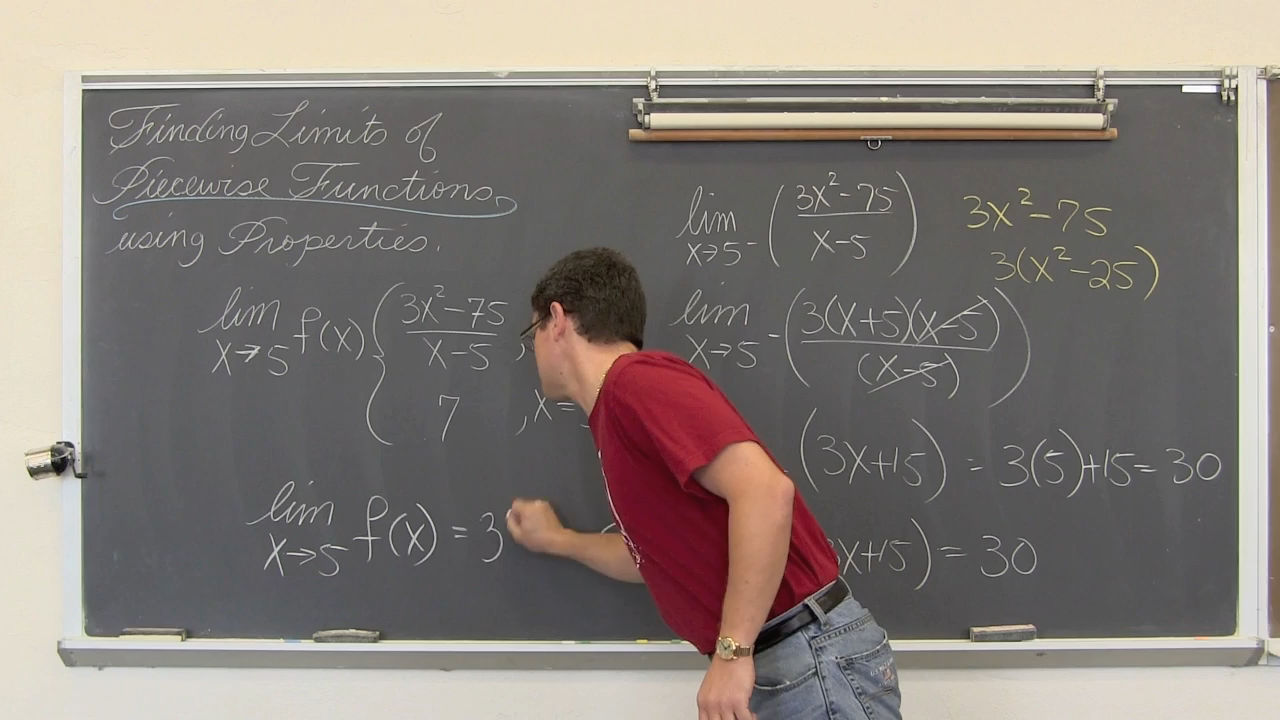 Finding Limits of
Piecewise Functions
using Properties.
lim x→5 f(x) { (3x²-75)/(x-5) ,
7 , x =
lim x→5 f(x) = 3
lim x→5⁻ ((3x²-75)/(x-5))
3x²-75
3(x²-25)
lim x→5⁻ ((3(x+5)(x-5))/((x-5)))
(3x+15) = 3(5)+15 = 30
x+15) = 30